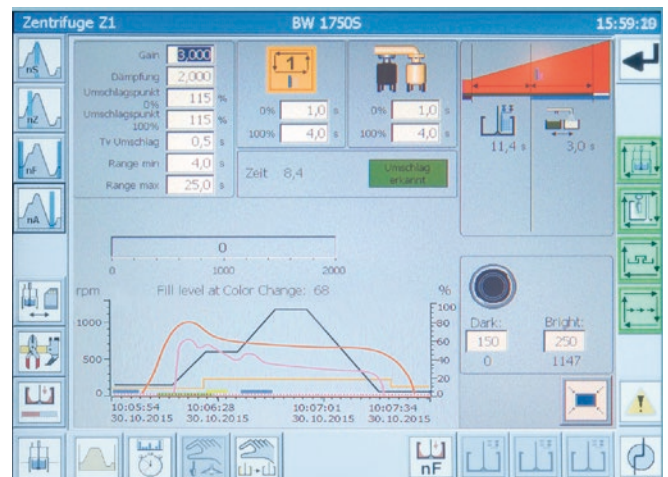 Zentrifuge Z1 BW 1750S 15:59:29
nS
nZ
nF
nA
Gain 3,000
Dämpfung 2,000
Umschlagspunkt 0% 115 %
Umschlagspunkt 100% 115 %
Tv Umschlag 0,5 s
Range min 4,0 s
Range max 25,0 s
1
0% 1,0 s
100% 4,0 s
0% 1,0 s
100% 4,0 s
Zeit 8,4
Umschlag erkannt
11,4 s 3,0 s
0
0 1000 2000
rpm Fill level at Color Change: 68 %
1000
500
0
100
80
60
40
20
0
10:05:54 10:06:28 10:07:01 10:07:34
30.10.2015 30.10.2015 30.10.2015 30.10.2015
Dark: Bright:
150 250
0 1147
nF